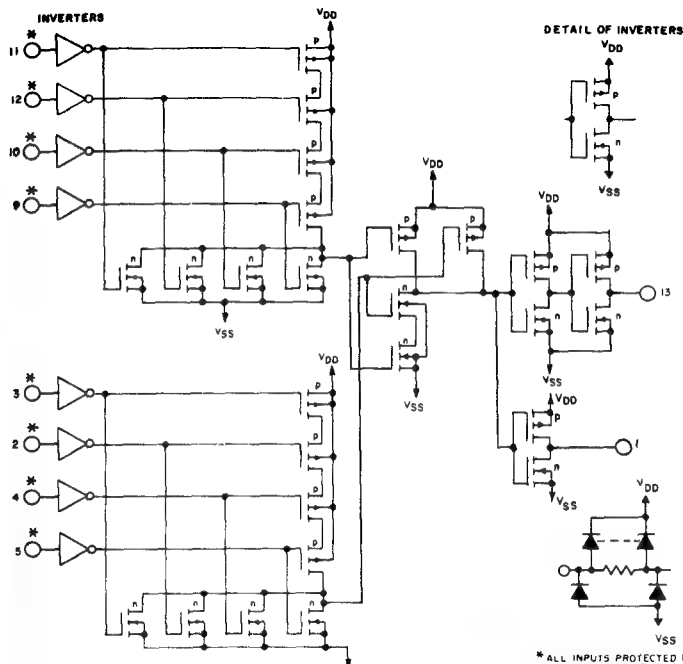 INVERTERS
VDD
DETAIL OF INVERTERS
11 *
p
VDD
12 *
p
p
10 *
n
p
VSS
9 *
p
VDD
p
p
VDD
n
n
n
n
p
p
13
VSS
n
n
n
n
VSS
VSS
VDD
3 *
VDD
p
p
2 *
1
p
n
4 *
VSS
p
VDD
5 *
p
n
n
n
n
VSS
* ALL INPUTS PROTECTED